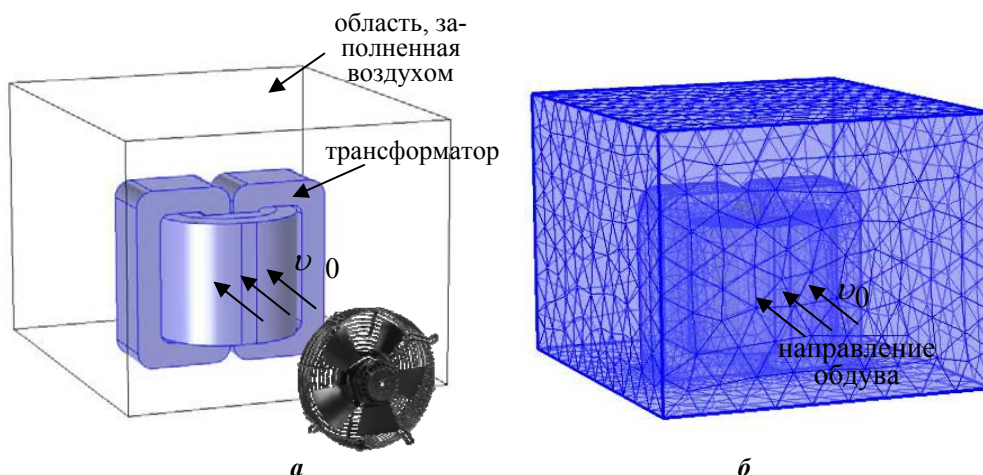 область, за-
полненная
воздухом
трансформатор
υ 0
υ0
направление
обдува
а
б